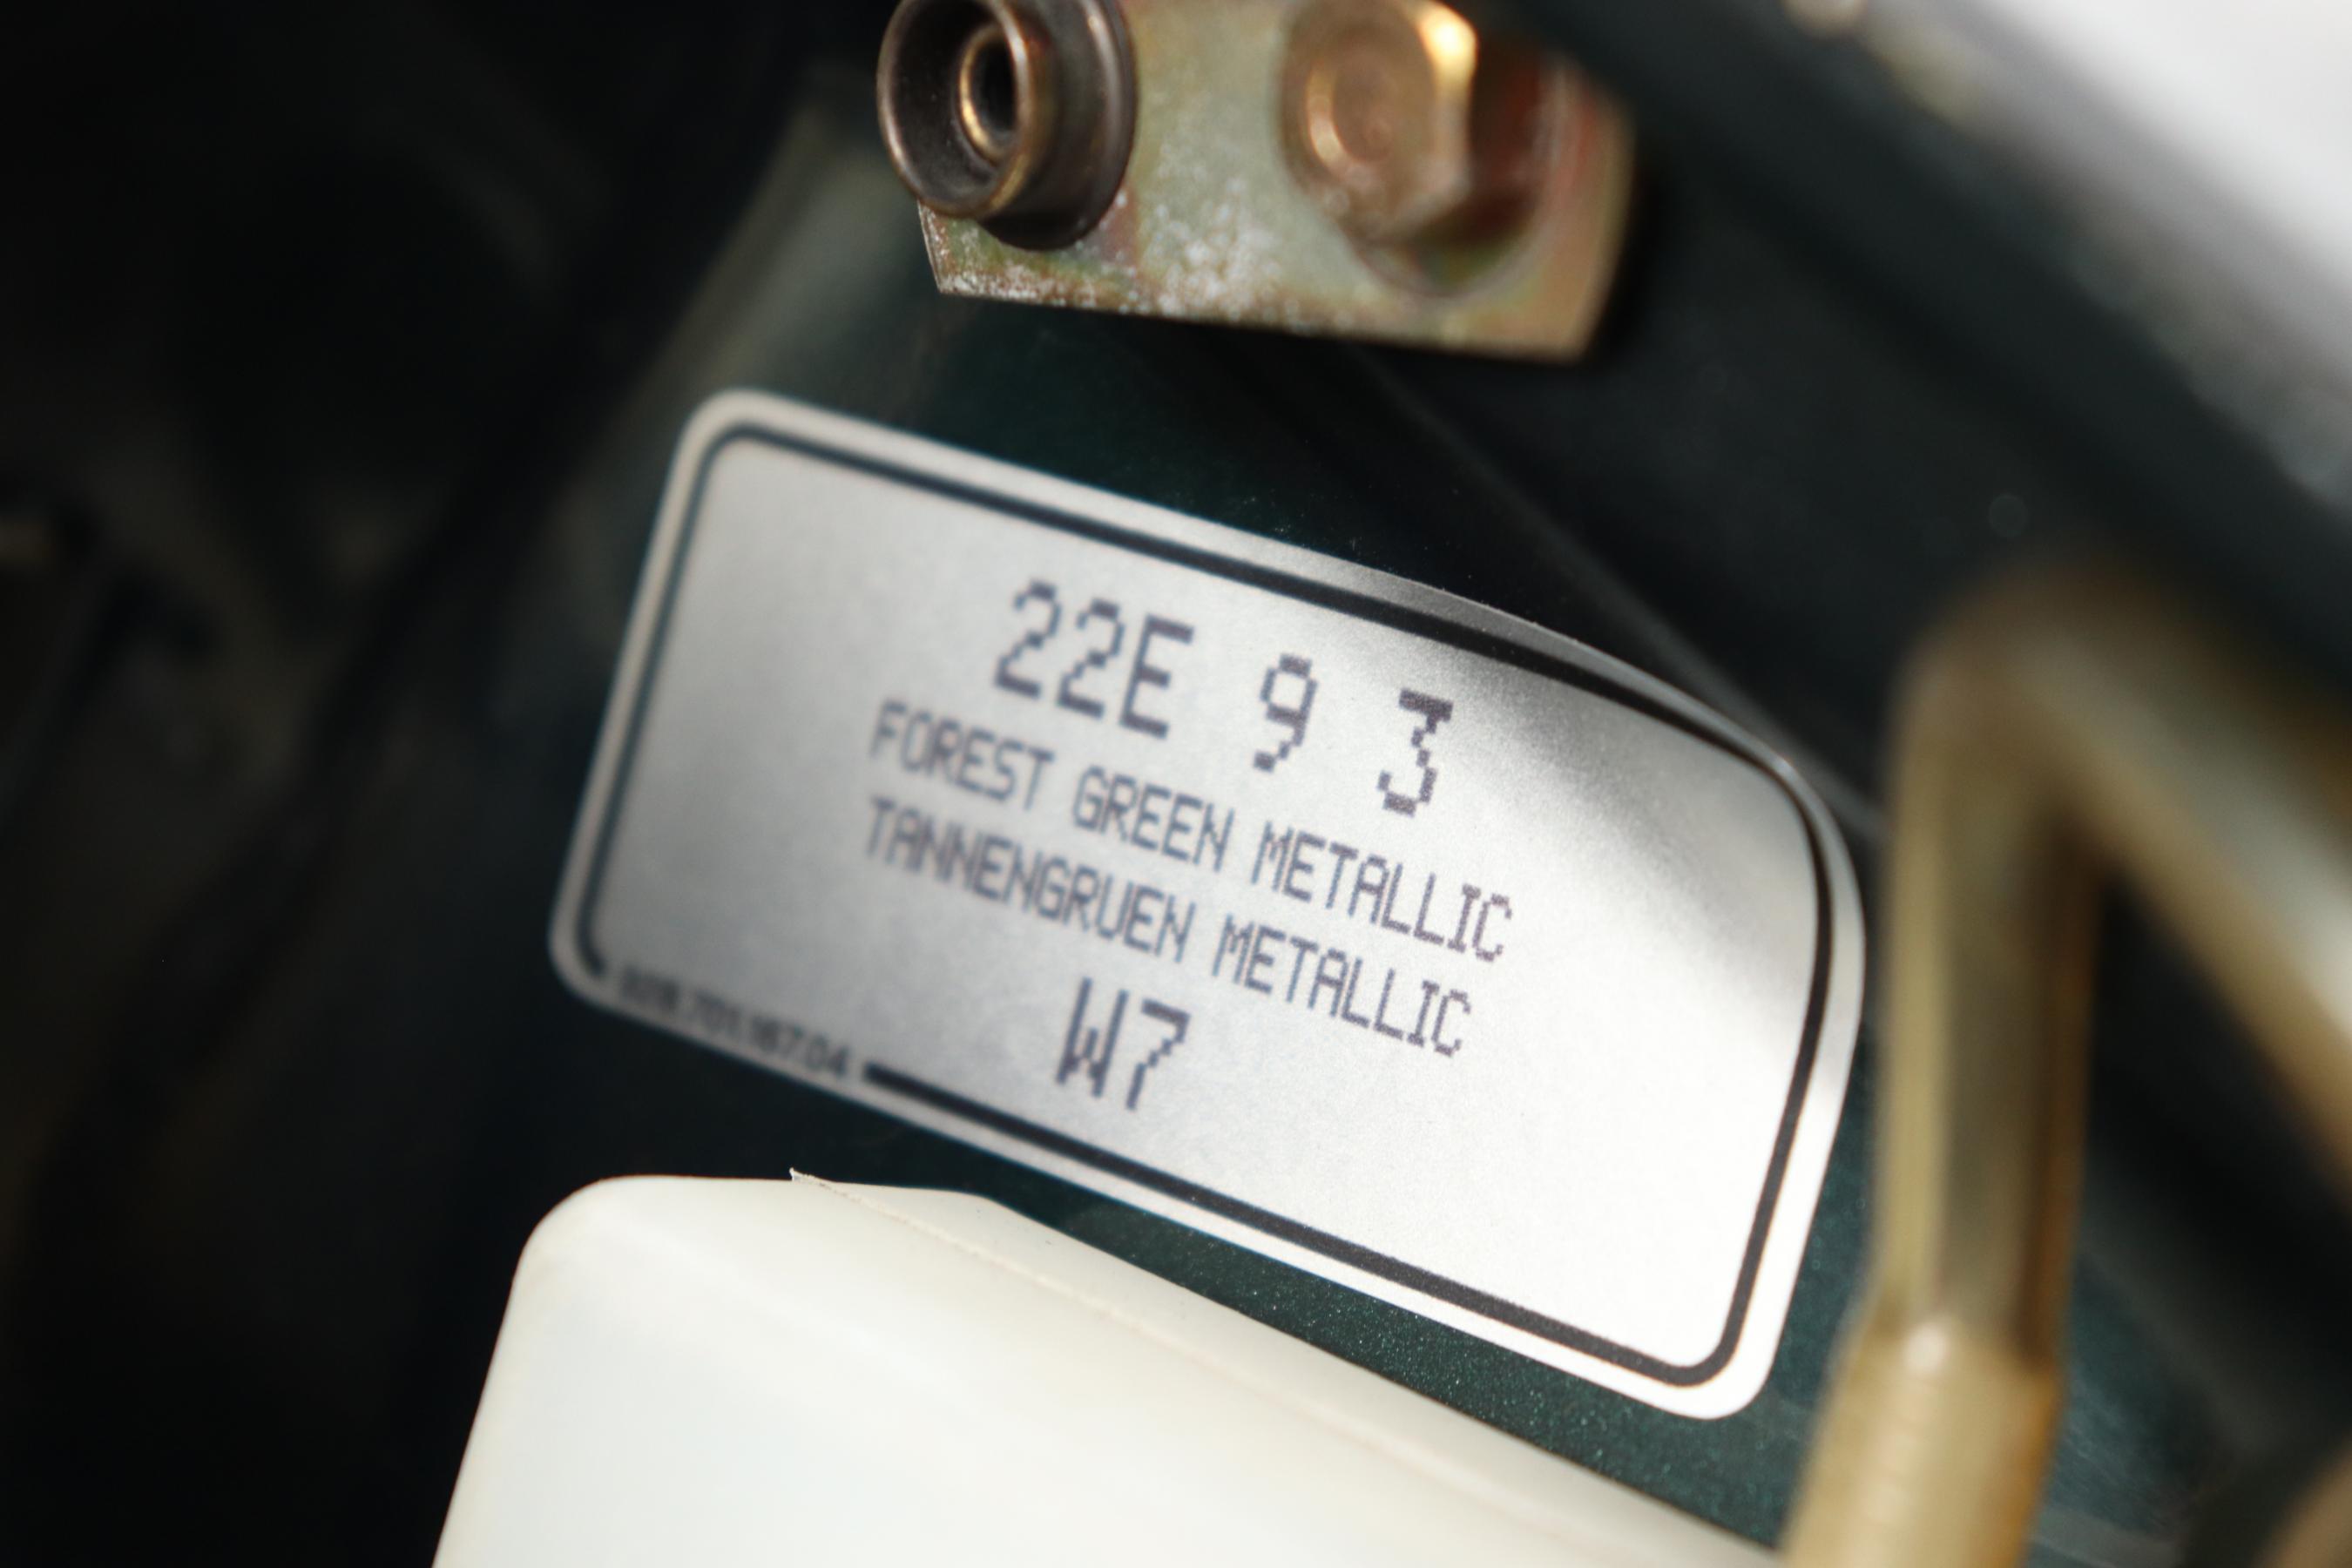 22E 9 3
FOREST GREEN METALLIC
TANNENGRUEN METALLIC
W7